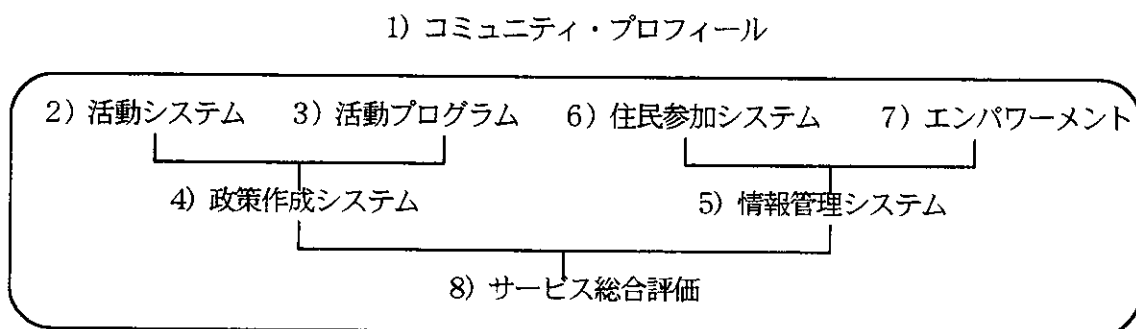 1) コミュニティ・プロフィール
2) 活動システム 3) 活動プログラム 6) 住民参加システム 7) エンパワーメント
4) 政策作成システム 5) 情報管理システム
8) サービス総合評価